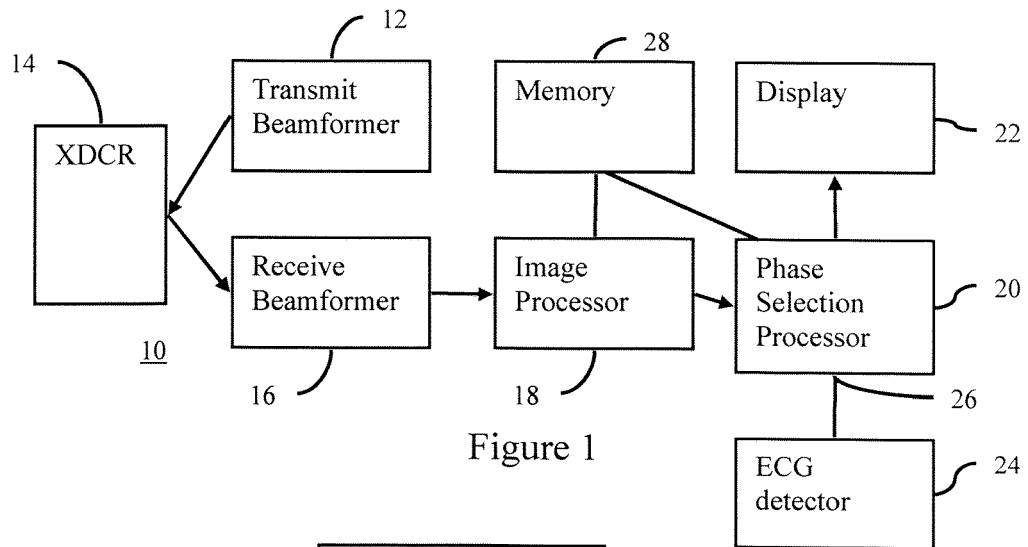 12
28
14
Transmit
Beamformer
Memory
Display
22
XDCR
Receive
Beamformer
Image
Processor
Phase
Selection
Processor
20
10
16
18
26
Figure 1
ECG
detector
24